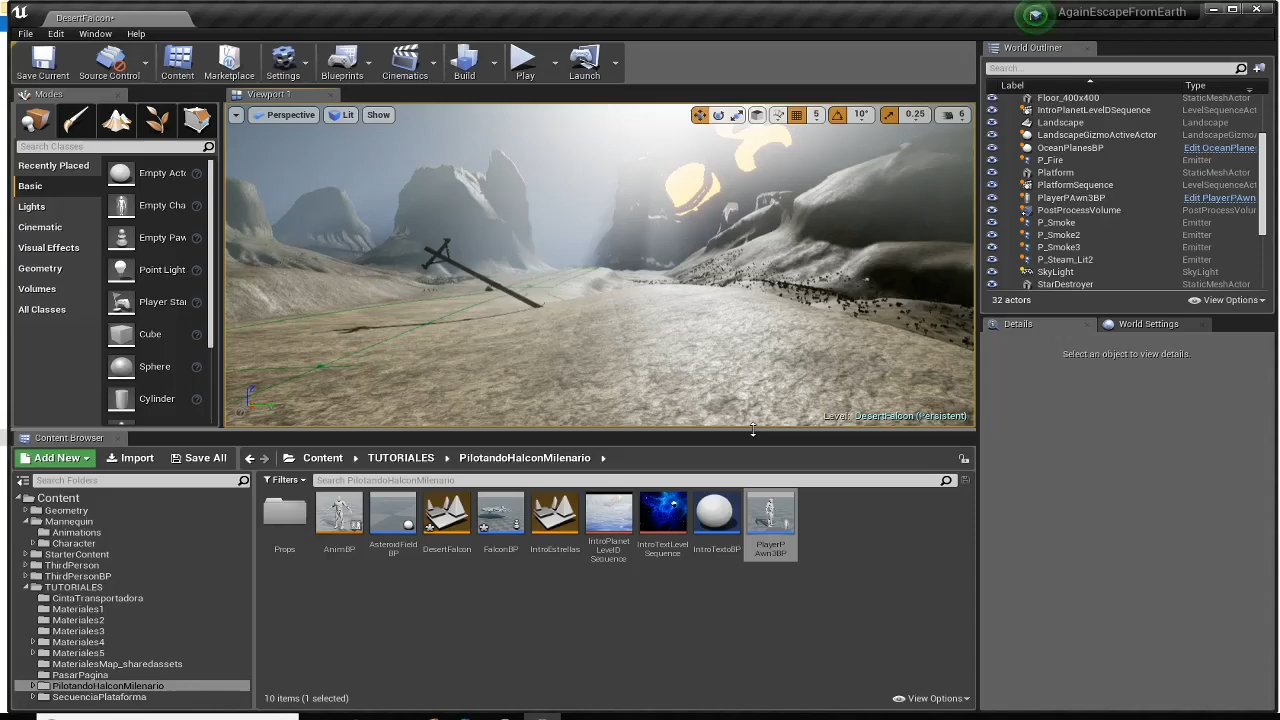 DesertFalcon•
AgainEscapeFromEarth
File Edit Window Help
Save Current Source Control Content Marketplace Settings Blueprints Cinematics Build Play Launch
World Outliner
Search...
Label Type
Floor_400x400 StaticMeshActor
IntroPlanetLevelDSequence LevelSequenceAc
Landscape Landscape
LandscapeGizmoActiveActor LandscapeGizmo
OceanPlanesBP Edit OceanPlane
P_Fire Emitter
Platform StaticMeshActor
PlatformSequence LevelSequenceAct
PlayerPAwn3BP Edit PlayerPAwn
PostProcessVolume PostProcessVolur
P_Smoke Emitter
P_Smoke2 Emitter
P_Smoke3 Emitter
P_Steam_Lit2 Emitter
SkyLight SkyLight
StarDestroyer StaticMeshActor
32 actors View Options
Details World Settings
Select an object to view details.
Modes
Search Classes
Recently Placed
Basic
Lights
Cinematic
Visual Effects
Geometry
Volumes
All Classes
Empty Acto
Empty Cha
Empty Paw
Point Light
Player Star
Cube
Sphere
Cylinder
Viewport 1
Perspective Lit Show 5 10° 0.25 6
Level: DesertFalcon (Persistent)
Content Browser
Add New Import Save All Content TUTORIALES PilotandoHalconMilenario
Search Folders
Content
Geometry
Mannequin
Animations
Character
StarterContent
ThirdPerson
ThirdPersonBP
TUTORIALES
CintaTransportadora
Materiales1
Materiales2
Materiales3
Materiales4
Materiales5
MaterialesMap_sharedassets
PasarPagina
PilotandoHalconMilenario
SecuenciaPlataforma
Filters Search PilotandoHalconMilenario
Props
AnimBP
AsteroidField
BP
DesertFalcon
FalconBP
IntroEstrellas
IntroPlanet
LevelD
Sequence
IntroTextLevel
Sequence
IntroTextoBP
PlayerP
Awn3BP
10 items (1 selected) View Options